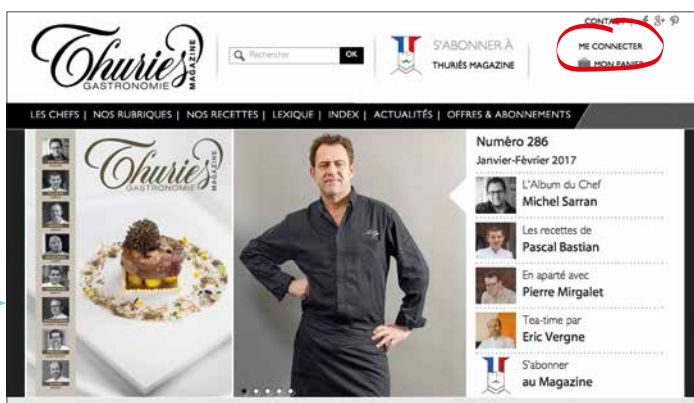 Thuriès
GASTRONOMIE
MAGAZINE
Rechercher
OK
S'ABONNER À
THURIÈS MAGAZINE
CONTACT
ME CONNECTER
MON PANIER
LES CHEFS | NOS RUBRIQUES | NOS RECETTES | LEXIQUE | INDEX | ACTUALITÉS | OFFRES & ABONNEMENTS
Thuriès
GASTRONOMIE
MAGAZINE
Numéro 286
Janvier-Février 2017
L'Album du Chef
Michel Sarran
Les recettes de
Pascal Bastian
En aparté avec
Pierre Mirgalet
Tea-time par
Eric Vergne
S'abonner
au Magazine